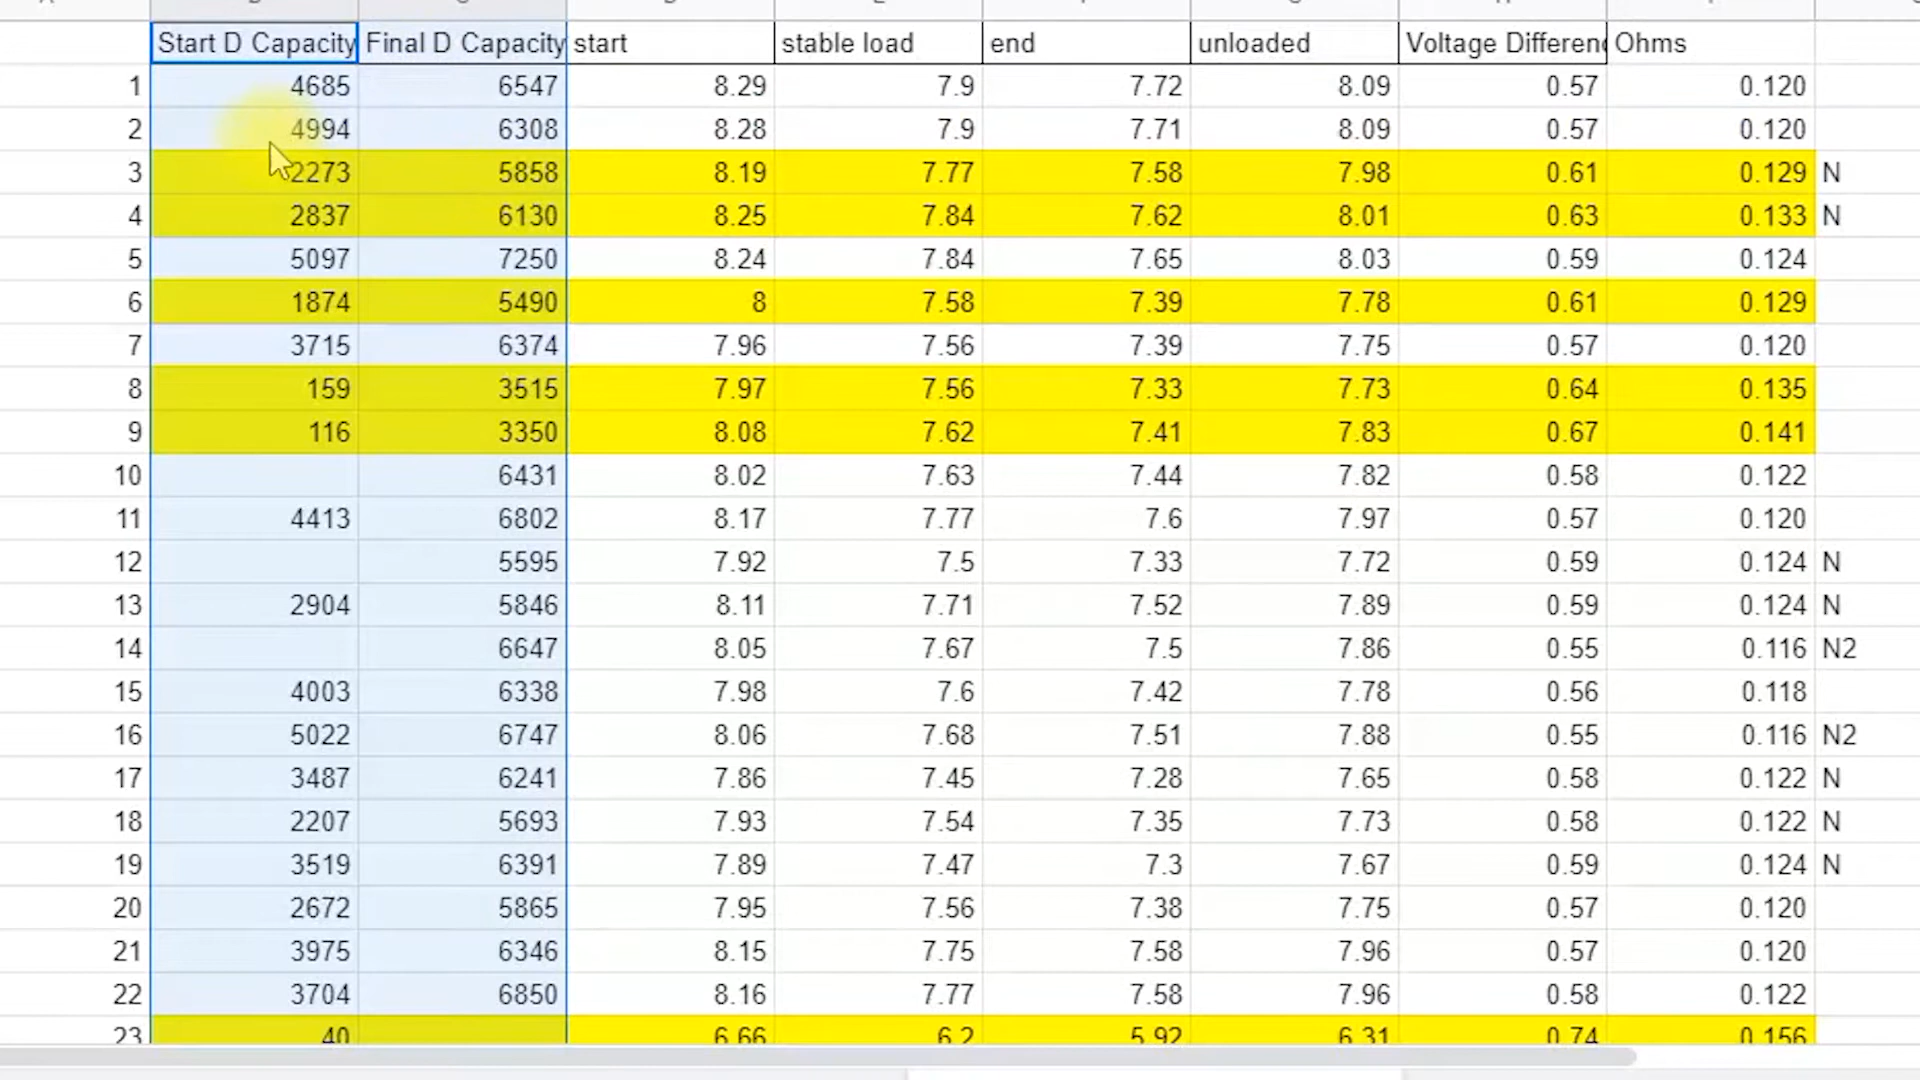 Start D Capacity Final D Capacity start stable load end unloaded Voltage Differen Ohms
1 4685 6547 8.29 7.9 7.72 8.09 0.57 0.120
2 4994 6308 8.28 7.9 7.71 8.09 0.57 0.120
3 2273 5858 8.19 7.77 7.58 7.98 0.61 0.129 N
4 2837 6130 8.25 7.84 7.62 8.01 0.63 0.133 N
5 5097 7250 8.24 7.84 7.65 8.03 0.59 0.124
6 1874 5490 8 7.58 7.39 7.78 0.61 0.129
7 3715 6374 7.96 7.56 7.39 7.75 0.57 0.120
8 159 3515 7.97 7.56 7.33 7.73 0.64 0.135
9 116 3350 8.08 7.62 7.41 7.83 0.67 0.141
10 6431 8.02 7.63 7.44 7.82 0.58 0.122
11 4413 6802 8.17 7.77 7.6 7.97 0.57 0.120
12 5595 7.92 7.5 7.33 7.72 0.59 0.124 N
13 2904 5846 8.11 7.71 7.52 7.89 0.59 0.124 N
14 6647 8.05 7.67 7.5 7.86 0.55 0.116 N2
15 4003 6338 7.98 7.6 7.42 7.78 0.56 0.118
16 5022 6747 8.06 7.68 7.51 7.88 0.55 0.116 N2
17 3487 6241 7.86 7.45 7.28 7.65 0.58 0.122 N
18 2207 5693 7.93 7.54 7.35 7.73 0.58 0.122 N
19 3519 6391 7.89 7.47 7.3 7.67 0.59 0.124 N
20 2672 5865 7.95 7.56 7.38 7.75 0.57 0.120
21 3975 6346 8.15 7.75 7.58 7.96 0.57 0.120
22 3704 6850 8.16 7.77 7.58 7.96 0.58 0.122
23 40 6.66 6.2 5.92 6.31 0.74 0.156